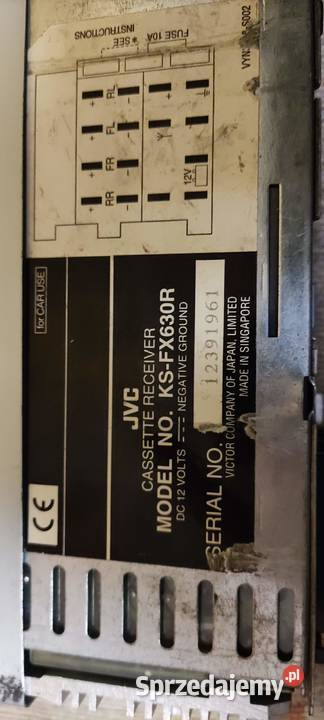 VICTOR COMPANY OF JAPAN, LIMITED
MADE IN SINGAPORE
JVC
CASSETTE RECEIVER
MODEL NO. KS-FX630R
DC 12 VOLTS NEGATIVE GROUND
SERIAL NO. 12391961
for CAR USE
CE
FUSE 10A
* SEE
INSTRUCTIONS
RL
FL
FR
RR
12V
+
-
+
-
+
-
+
-
+
Sprzedajemy.pl